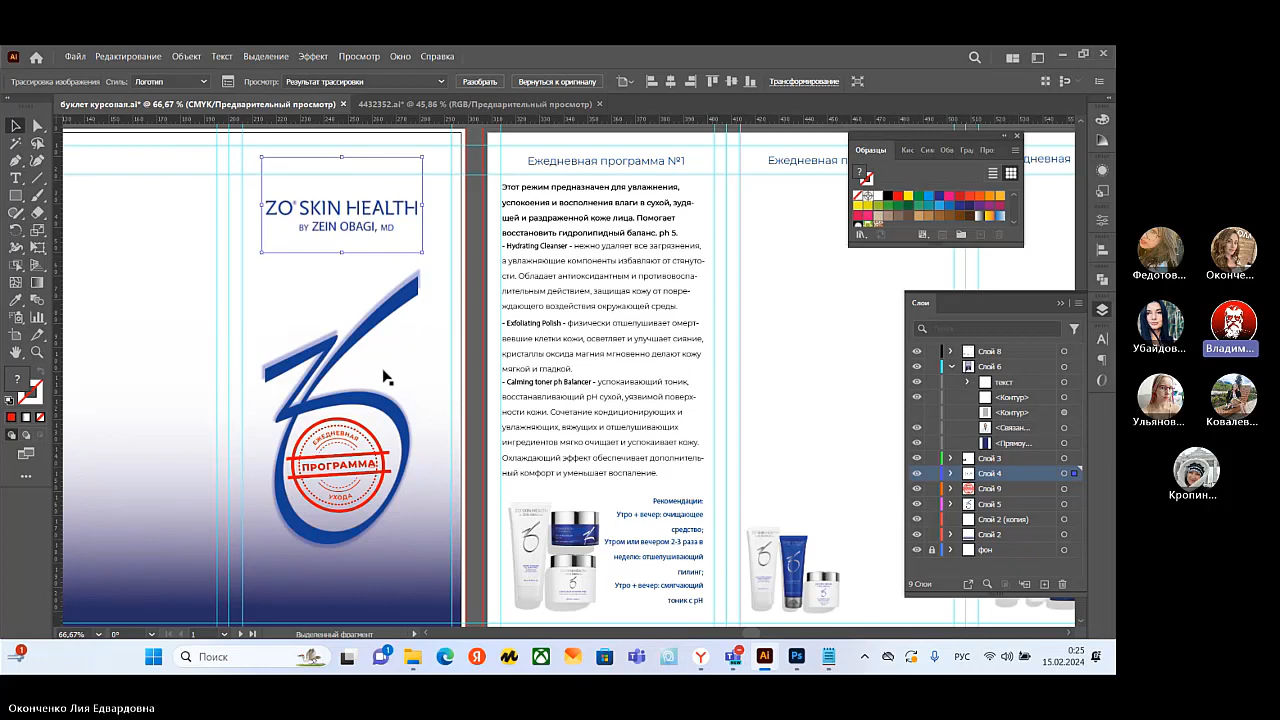 Файл Редактирование Объект Текст Выделение Эффект Просмотр Окно Справка
Трассировка изображения Стиль: Логотип Просмотр: Результат трассировки Разобрать Вернуться к оригиналу Трансформирование
буклет курсовая.ai* @ 66,67 % (CMYK/Предварительный просмотр) × 4432352.ai* @ 45,86 % (RGB/Предварительный просмотр) ×
ZO® SKIN HEALTH
BY ZEIN OBAGI, MD
ЕЖЕДНЕВНАЯ
ПРОГРАММА
УХОДА
Ежедневная программа №1
Этот режим предназначен для увлажнения,
успокоения и восполнения влаги в сухой, зудя-
щей и раздраженной коже лица. Помогает
восстановить гидролипидный баланс. ph 5.
- Hydrating Cleanser - нежно удаляет все загрязнения,
а увлажняющие компоненты избавляют от стянуто-
сти. Обладает антиоксидантным и противовоспа-
лительным действием, защищая кожу от повре-
ждающего воздействия окружающей среды.
- Exfoliating Polish - физически отшелушивает омерт-
вевшие клетки кожи, осветляет и улучшает сияние,
кристаллы оксида магния мгновенно делают кожу
мягкой и гладкой.
- Calming toner ph Balancer - успокаивающий тоник,
восстанавливающий pH сухой, уязвимой поверх-
ности кожи. Сочетание кондиционирующих и
увлажняющих, вяжущих и отшелушивающих
ингредиентов мягко очищает и успокаивает кожу.
Охлаждающий эффект обеспечивает дополнитель-
ный комфорт и уменьшает воспаление.
Рекомендации:
Утро + вечер: очищающее
средство;
Утром или вечером 2-3 раза в
неделю: отшелушивающий
пилинг;
Утро + вечер: смягчающий
тоник с pH
Ежедневная п
дневная
Образцы Кис Сим Обв Град Про
Слои
Слой 8
Слой 6
текст
<Контур>
<Контур>
<Связан...
<Прямоу...
Слой 3
Слой 4
Слой 9
Слой 5
Слой 2 (копия)
Слой 2
фон
9 Слои
66,67% 0° 1 Выделенный фрагмент
Поиск
РУС
0:25
15.02.2024
Федотов...
Оконче...
Убайдов...
Владим...
Ульянов...
Ковалев...
Кропин...
Оконченко Лия Едвардовна